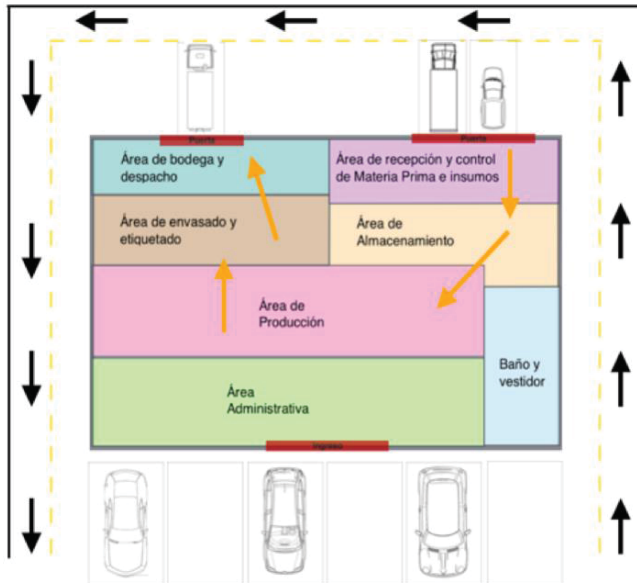 Puerta
Puerta
Área de bodega y
despacho
Área de recepción y control
de Materia Prima e insumos
Área de envasado y
etiquetado
Área de
Almacenamiento
Área de
Producción
Baño y
vestidor
Área
Administrativa
Ingreso